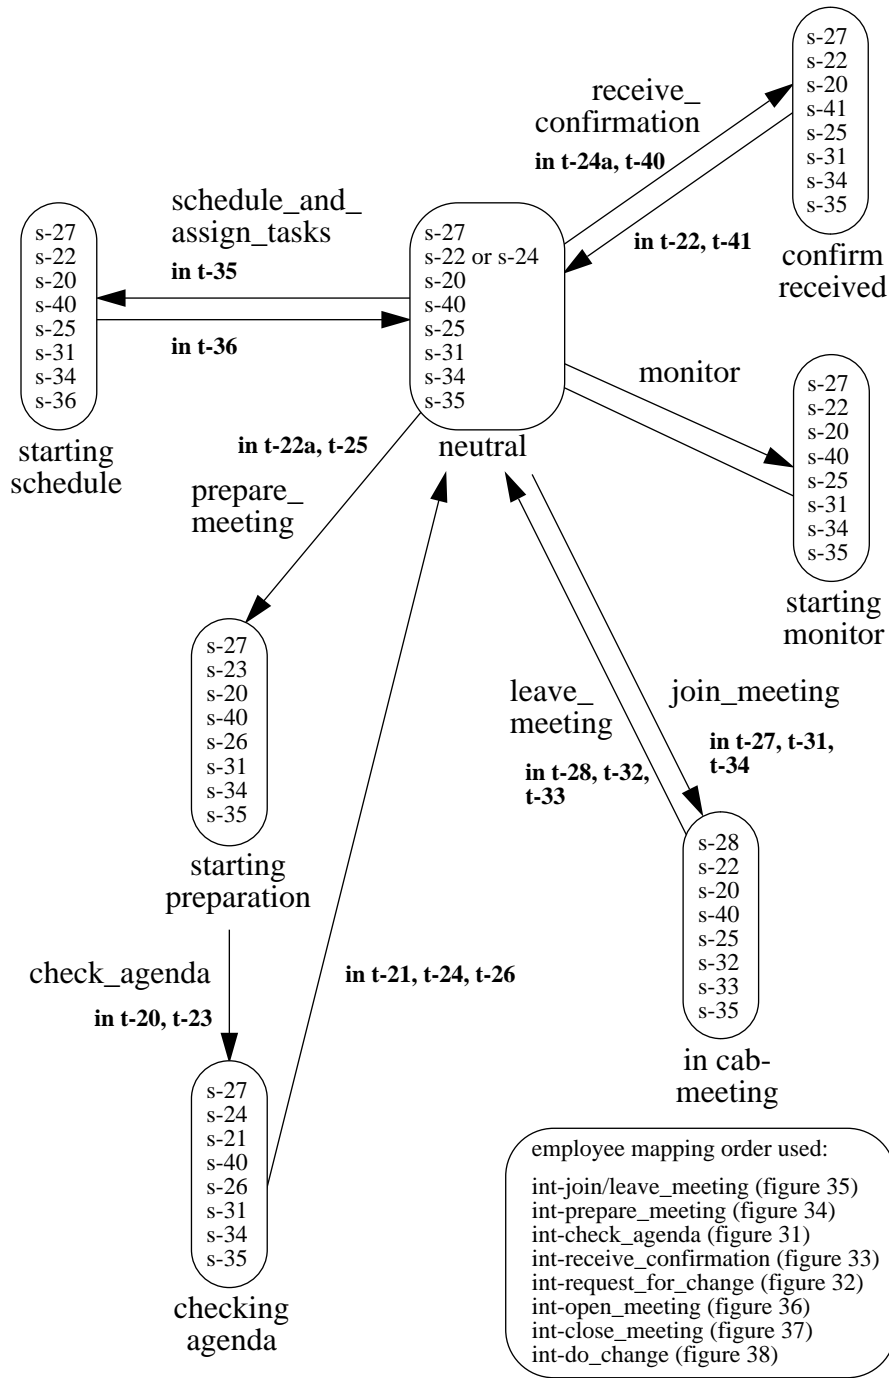 s-27
s-22
s-20
s-41
s-25
s-31
s-34
s-35
confirm
received
receive_
confirmation
in t-24a, t-40
in t-22, t-41
schedule_and_
assign_tasks
in t-35
in t-36
s-27
s-22
s-20
s-40
s-25
s-31
s-34
s-36
starting
schedule
s-27
s-22 or s-24
s-20
s-40
s-25
s-31
s-34
s-35
neutral
monitor
s-27
s-22
s-20
s-40
s-25
s-31
s-34
s-35
starting
monitor
in t-22a, t-25
prepare_
meeting
s-27
s-23
s-20
s-40
s-26
s-31
s-34
s-35
starting
preparation
leave_
meeting
in t-28, t-32,
t-33
join_meeting
in t-27, t-31,
t-34
s-28
s-22
s-20
s-40
s-25
s-32
s-33
s-35
in cab-
meeting
check_agenda
in t-20, t-23
in t-21, t-24, t-26
s-27
s-24
s-21
s-40
s-26
s-31
s-34
s-35
checking
agenda
employee mapping order used:
int-join/leave_meeting (figure 35)
int-prepare_meeting (figure 34)
int-check_agenda (figure 31)
int-receive_confirmation (figure 33)
int-request_for_change (figure 32)
int-open_meeting (figure 36)
int-close_meeting (figure 37)
int-do_change (figure 38)